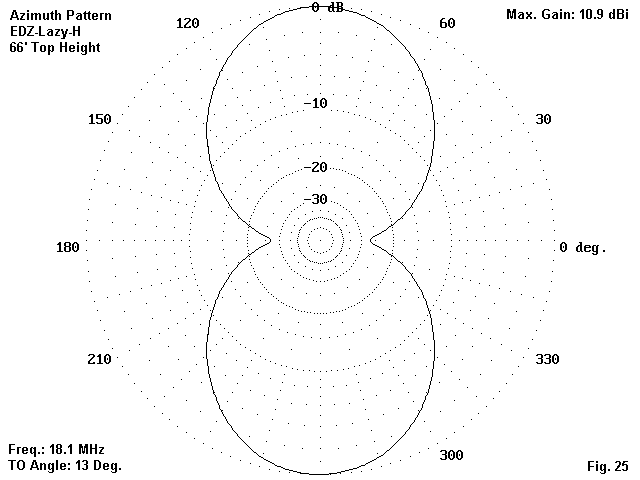 Azimuth Pattern
EDZ-Lazy-H
66' Top Height
Max. Gain: 10.9 dBi
0 dB
120
60
-10
150
30
-20
-30
180
0 deg.
210
330
Freq.: 18.1 MHz
TO Angle: 13 Deg.
300
Fig. 25